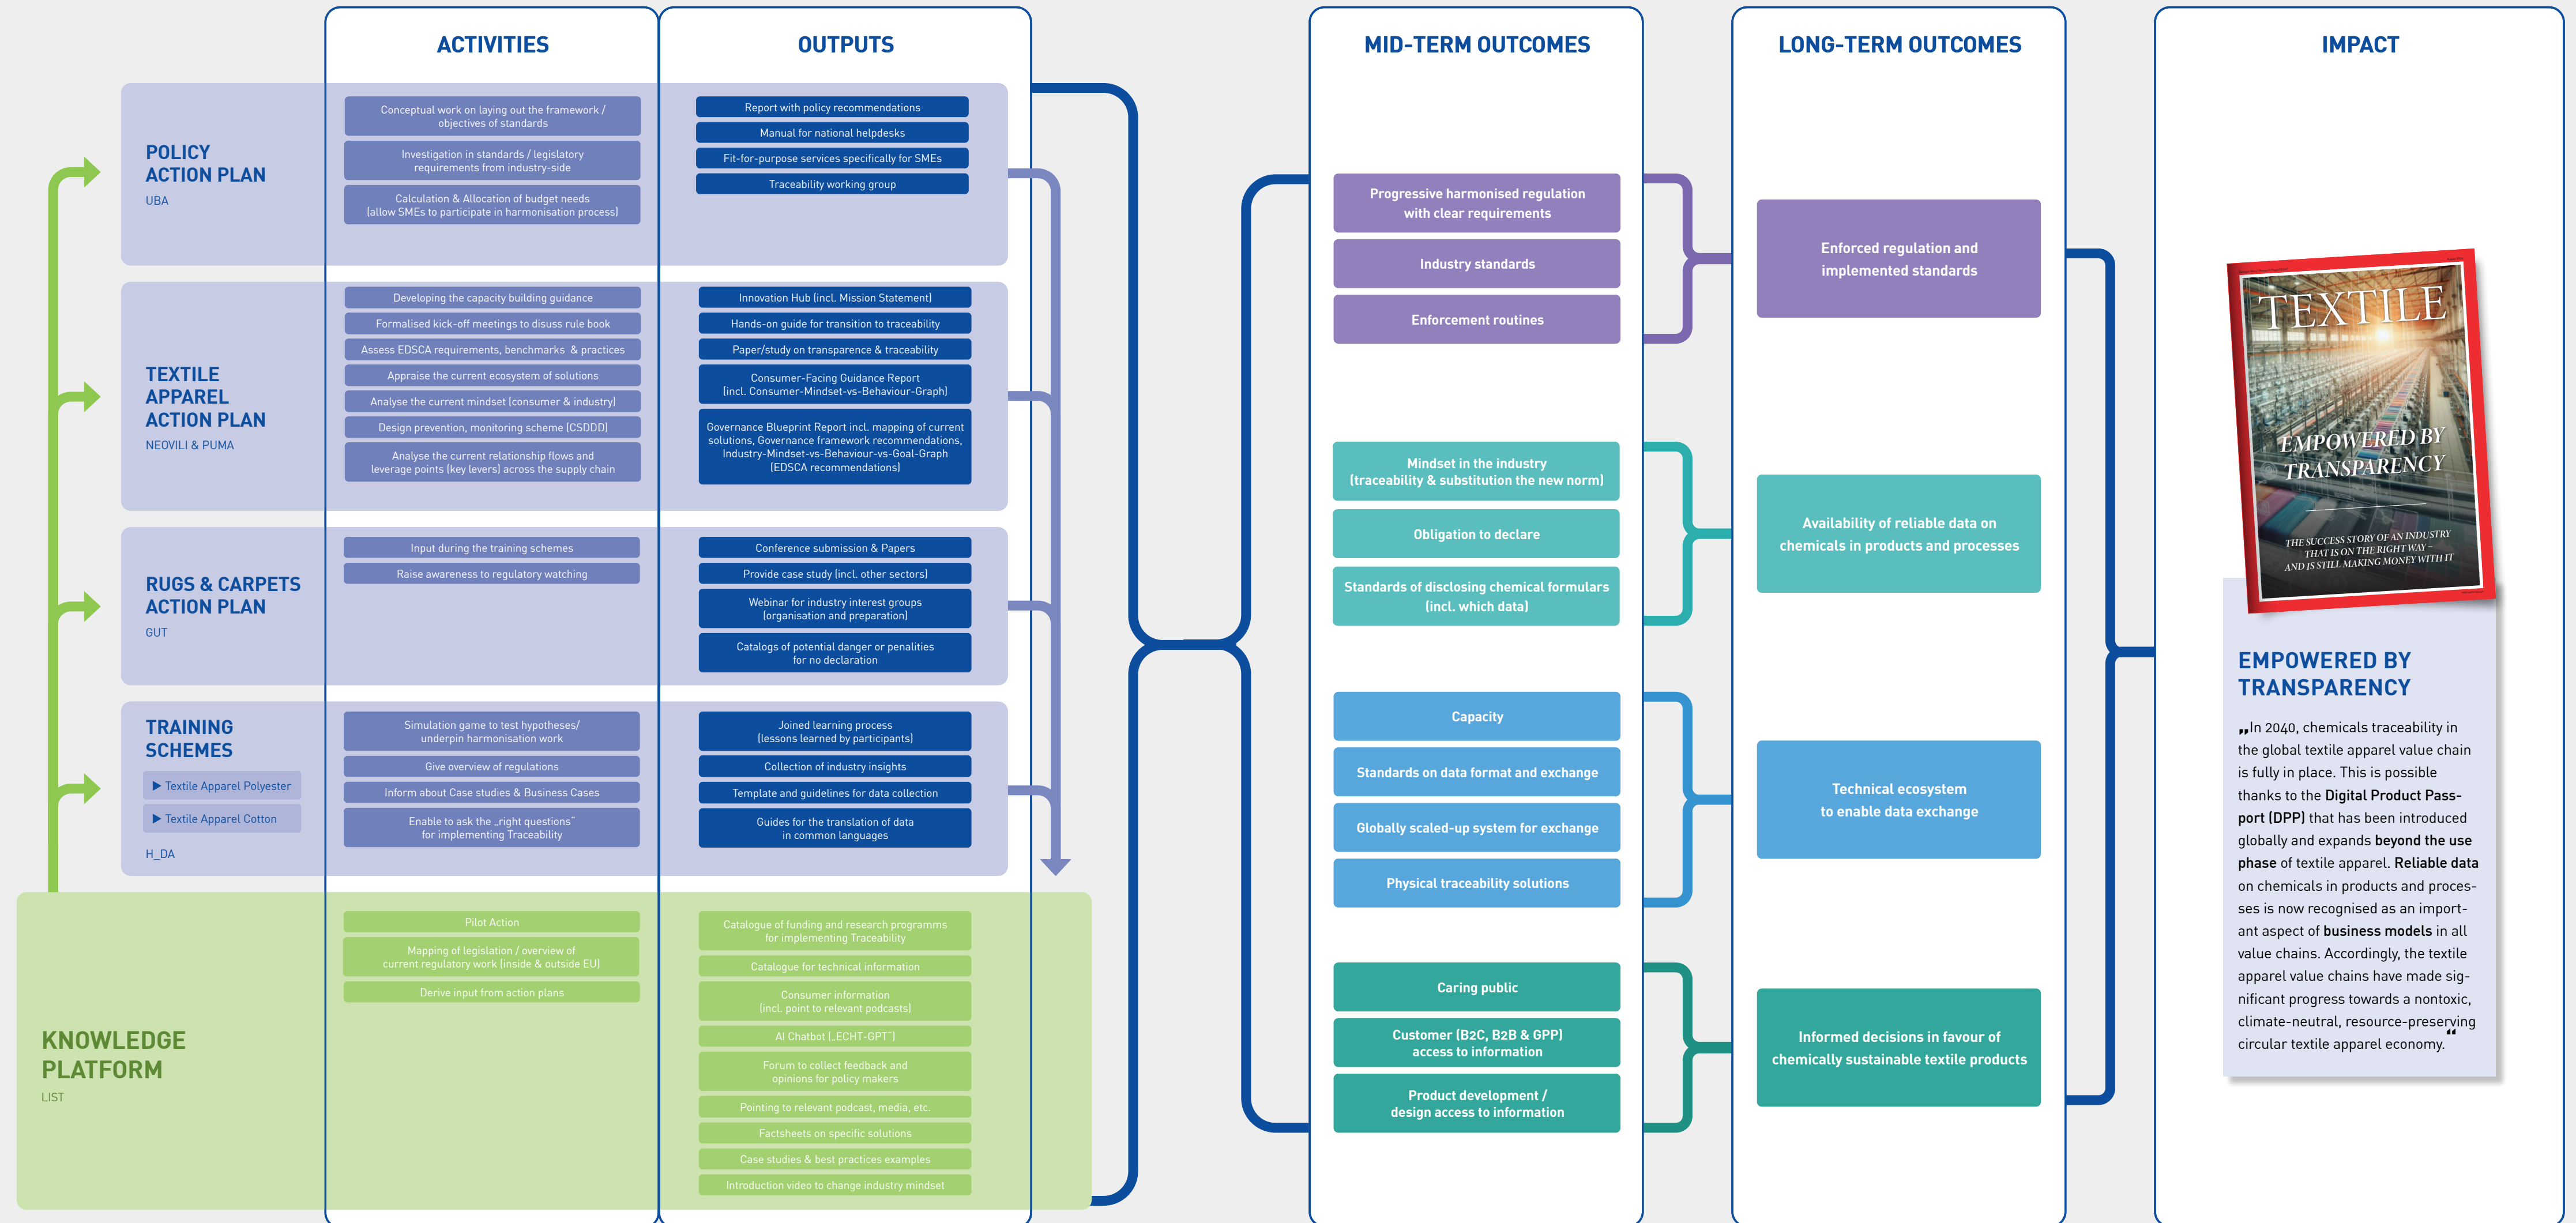 ACTIVITIES
OUTPUTS
MID-TERM OUTCOMES
LONG-TERM OUTCOMES
IMPACT
POLICY
ACTION PLAN
UBA
Conceptual work on laying out the framework /
objectives of standards
Investigation in standards / legislatory
requirements from industry-side
Calculation & Allocation of budget needs
(allow SMEs to participate in harmonisation process)
Report with policy recommendations
Manual for national helpdesks
Fit-for-purpose services specifically for SMEs
Traceability working group
TEXTILE
APPAREL
ACTION PLAN
NEOVILI & PUMA
Developing the capacity building guidance
Formalised kick-off meetings to disuss rule book
Assess EDSCA requirements, benchmarks & practices
Appraise the current ecosystem of solutions
Analyse the current mindset (consumer & industry)
Design prevention, monitoring scheme (CSDDD)
Analyse the current relationship flows and
leverage points (key levers) across the supply chain
Innovation Hub (incl. Mission Statement)
Hands-on guide for transition to traceability
Paper/study on transparence & traceability
Consumer-Facing Guidance Report
(incl. Consumer-Mindset-vs-Behaviour-Graph)
Governance Blueprint Report incl. mapping of current
solutions, Governance framework recommendations,
Industry-Mindset-vs-Behaviour-vs-Goal-Graph
(EDSCA recommendations)
RUGS & CARPETS
ACTION PLAN
GUT
Input during the training schemes
Raise awareness to regulatory watching
Conference submission & Papers
Provide case study (incl. other sectors)
Webinar for industry interest groups
(organisation and preparation)
Catalogs of potential danger or penalities
for no declaration
TRAINING
SCHEMES
▶ Textile Apparel Polyester
▶ Textile Apparel Cotton
H_DA
Simulation game to test hypotheses/
underpin harmonisation work
Give overview of regulations
Inform about Case studies & Business Cases
Enable to ask the „right questions“
for implementing Traceability
Joined learning process
(lessons learned by participants)
Collection of industry insights
Template and guidelines for data collection
Guides for the translation of data
in common languages
KNOWLEDGE
PLATFORM
LIST
Pilot Action
Mapping of legislation / overview of
current regulatory work (inside & outside EU)
Derive input from action plans
Catalogue of funding and research programms
for implementing Traceability
Catalogue for technical information
Consumer information
(incl. point to relevant podcasts)
AI Chatbot („ECHT-GPT“)
Forum to collect feedback and
opinions for policy makers
Pointing to relevant podcast, media, etc.
Factsheets on specific solutions
Case studies & best practices examples
Introduction video to change industry mindset
Progressive harmonised regulation
with clear requirements
Industry standards
Enforcement routines
Mindset in the industry
(traceability & substitution the new norm)
Obligation to declare
Standards of disclosing chemical formulars
(incl. which data)
Capacity
Standards on data format and exchange
Globally scaled-up system for exchange
Physical traceability solutions
Caring public
Customer (B2C, B2B & GPP)
access to information
Product development /
design access to information
Enforced regulation and
implemented standards
Availability of reliable data on
chemicals in products and processes
Technical ecosystem
to enable data exchange
Informed decisions in favour of
chemically sustainable textile products
TEXTILE
EMPOWERED BY
TRANSPARENCY
THE SUCCESS STORY OF AN INDUSTRY
THAT IS ON THE RIGHT WAY –
AND IS STILL MAKING MONEY WITH IT
EMPOWERED BY
TRANSPARENCY
„In 2040, chemicals traceability in
the global textile apparel value chain
is fully in place. This is possible
thanks to the Digital Product Pass-
port (DPP) that has been introduced
globally and expands beyond the use
phase of textile apparel. Reliable data
on chemicals in products and proces-
ses is now recognised as an import-
ant aspect of business models in all
value chains. Accordingly, the textile
apparel value chains have made sig-
nificant progress towards a nontoxic,
climate-neutral, resource-preserving
circular textile apparel economy.“